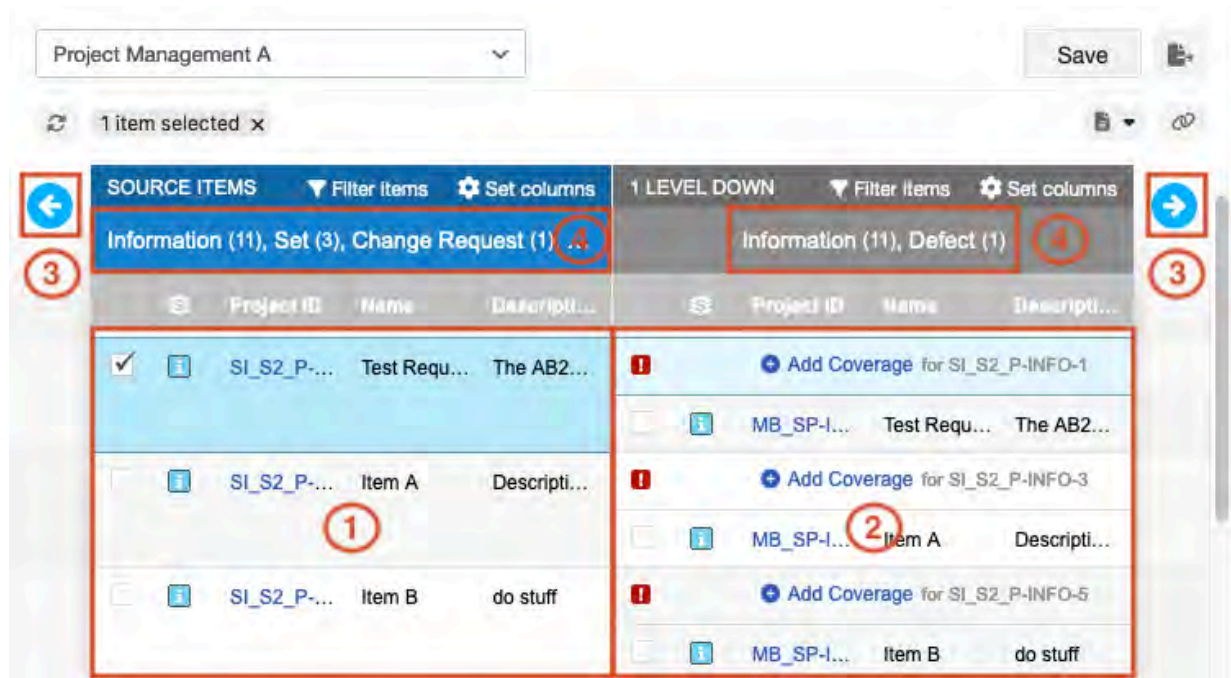 Project Management A
Save
1 item selected x
SOURCE ITEMS Filter items Set columns 1 LEVEL DOWN Filter items Set columns
Information (11), Set (3), Change Request (1), ... 4 Information (11), Defect (1) 4
3 3
Project ID Name Descripti... Project ID Name Descripti...
SI_S2_P-... Test Requ... The AB2... Add Coverage for SI_S2_P-INFO-1
MB_SP-I... Test Requ... The AB2...
SI_S2_P-... Item A Descripti... Add Coverage for SI_S2_P-INFO-3
1 2
MB_SP-I... Item A Descripti...
SI_S2_P-... Item B do stuff Add Coverage for SI_S2_P-INFO-5
MB_SP-I... Item B do stuff